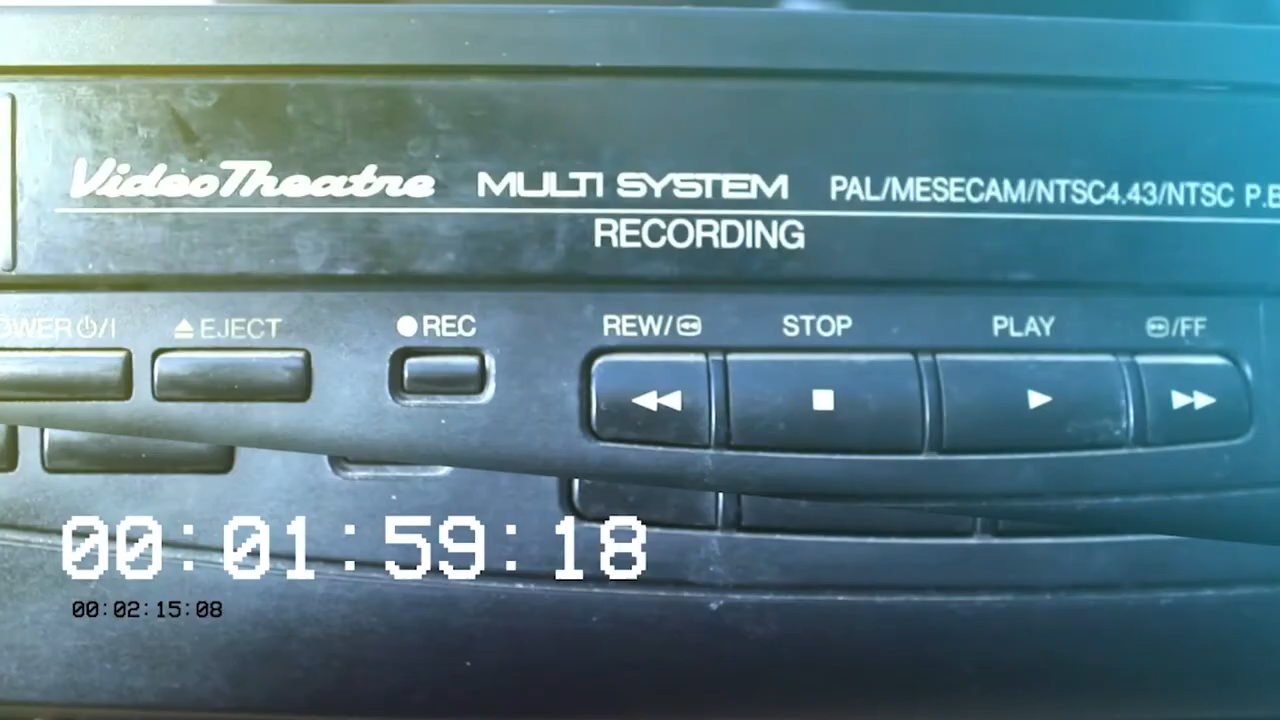 VideoTheatre MULTI SYSTEM PAL/MESECAM/NTSC4.43/NTSC
RECORDING
EJECT REC REW/ STOP PLAY /FF
00:01:59:18
00:02:15:08